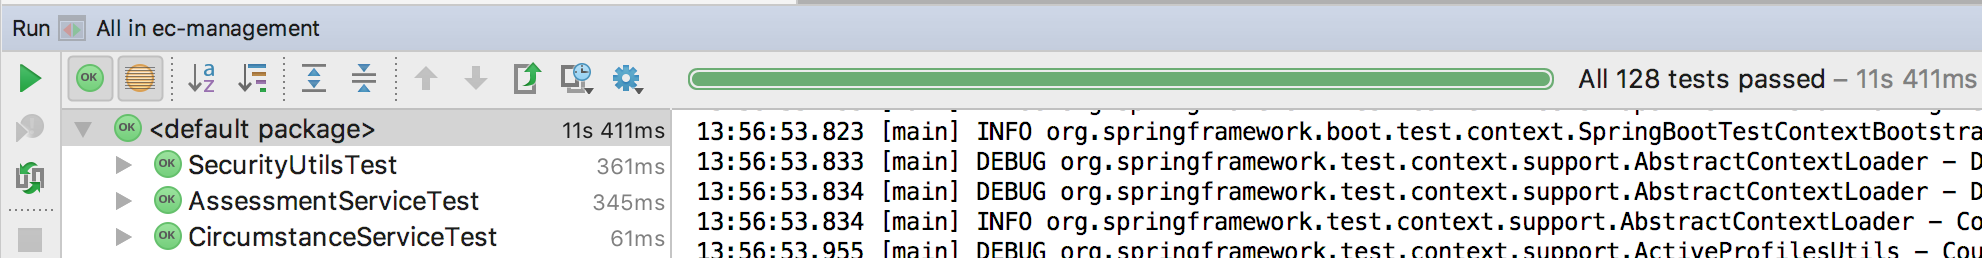 Run All in ec-management
OK a z All 128 tests passed – 11s 411ms
OK <default package> 11s 411ms
OK SecurityUtilsTest 361ms
OK AssessmentServiceTest 345ms
OK CircumstanceServiceTest 61ms
13:56:53.823 [main] INFO org.springframework.boot.test.context.SpringBootTestContextBootstra
13:56:53.833 [main] DEBUG org.springframework.test.context.support.AbstractContextLoader – D
13:56:53.834 [main] DEBUG org.springframework.test.context.support.AbstractContextLoader – D
13:56:53.834 [main] INFO org.springframework.test.context.support.AbstractContextLoader – Co
13:56:53.955 [main] DEBUG org.springframework.test.context.support.ActiveProfilesUtils – Cou